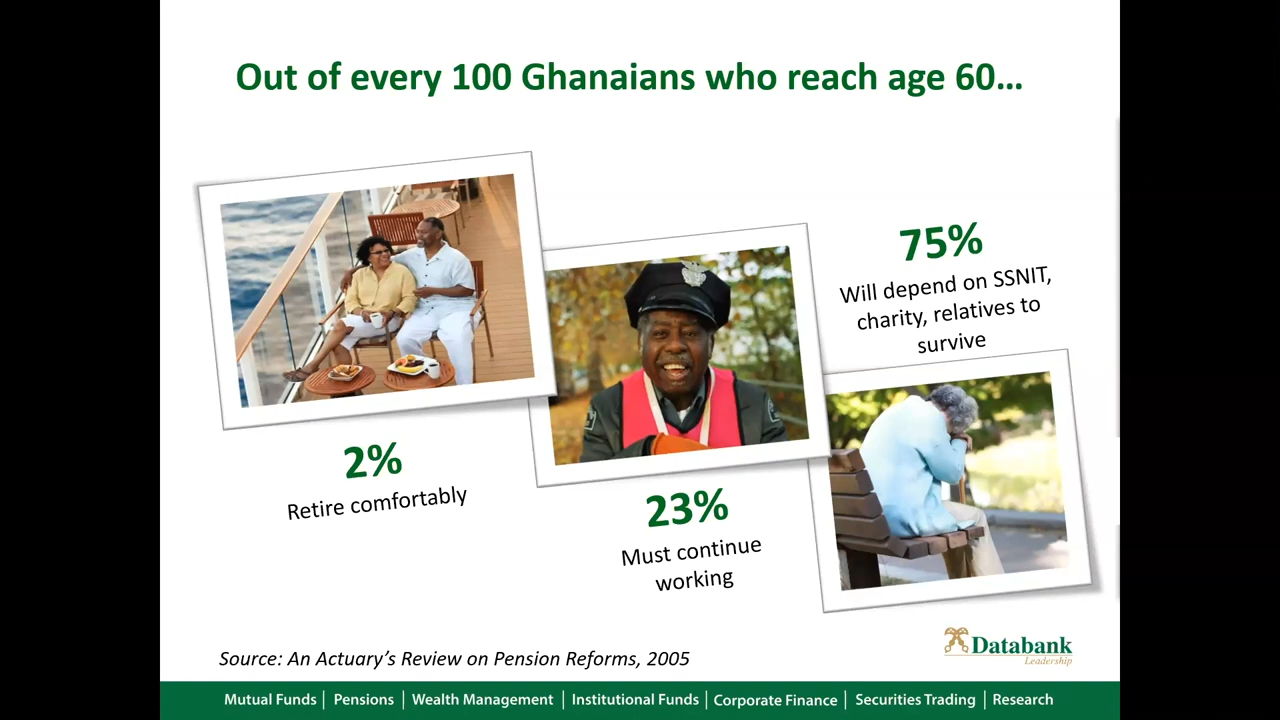 Out of every 100 Ghanaians who reach age 60...
75%
Will depend on SSNIT,
charity, relatives to
survive
2%
Retire comfortably
23%
Must continue
working
Source: An Actuary's Review on Pension Reforms, 2005
Databank
Leadership
Mutual Funds | Pensions | Wealth Management | Institutional Funds | Corporate Finance | Securities Trading | Research